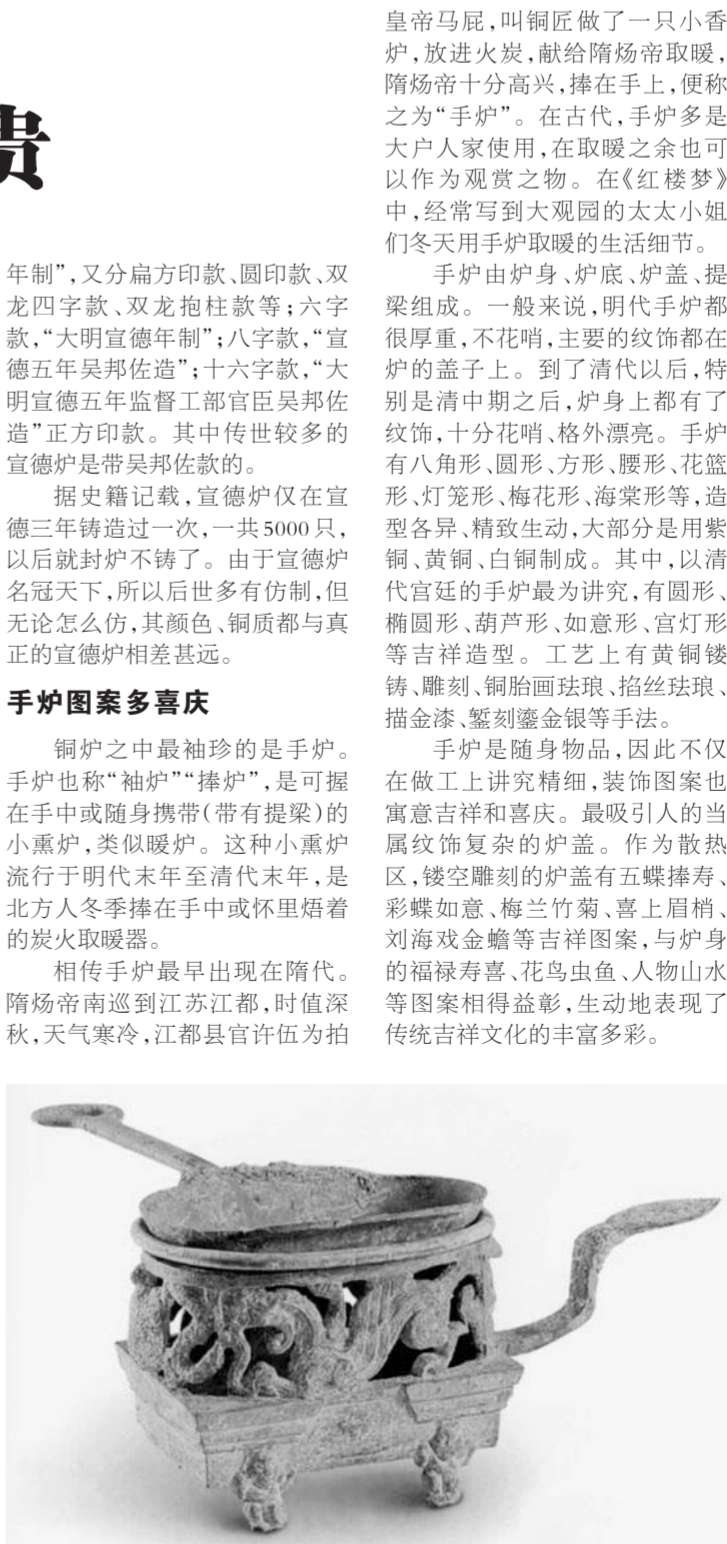 贵
年制”,又分扁方印款、圆印款、双
龙四字款、双龙抱柱款等;六字
款,“大明宣德年制”;八字款,“宣
德五年吴邦佐造”;十六字款,“大
明宣德五年监督工部官臣吴邦佐
造”正方印款。其中传世较多的
宣德炉是带吴邦佐款的。
据史籍记载,宣德炉仅在宣
德三年铸造过一次,一共5000只,
以后就封炉不铸了。由于宣德炉
名冠天下,所以后世多有仿制,但
无论怎么仿,其颜色、铜质都与真
正的宣德炉相差甚远。
手炉图案多喜庆
铜炉之中最袖珍的是手炉。
手炉也称“袖炉”“捧炉”,是可握
在手中或随身携带(带有提梁)的
小熏炉,类似暖炉。这种小熏炉
流行于明代末年至清代末年,是
北方人冬季捧在手中或怀里焐着
的炭火取暖器。
相传手炉最早出现在隋代。
隋炀帝南巡到江苏江都,时值深
秋,天气寒冷,江都县官许伍为拍
皇帝马屁,叫铜匠做了一只小香
炉,放进火炭,献给隋炀帝取暖,
隋炀帝十分高兴,捧在手上,便称
之为“手炉”。在古代,手炉多是
大户人家使用,在取暖之余也可
以作为观赏之物。在《红楼梦》
中,经常写到大观园的太太小姐
们冬天用手炉取暖的生活细节。
手炉由炉身、炉底、炉盖、提
梁组成。一般来说,明代手炉都
很厚重,不花哨,主要的纹饰都在
炉的盖子上。到了清代以后,特
别是清中期之后,炉身上都有了
纹饰,十分花哨、格外漂亮。手炉
有八角形、圆形、方形、腰形、花篮
形、灯笼形、梅花形、海棠形等,造
型各异、精致生动,大部分是用紫
铜、黄铜、白铜制成。其中,以清
代宫廷的手炉最为讲究,有圆形、
椭圆形、葫芦形、如意形、宫灯形
等吉祥造型。工艺上有黄铜镂
铸、雕刻、铜胎画珐琅、掐丝珐琅、
描金漆、錾刻鎏金银等手法。
手炉是随身物品,因此不仅
在做工上讲究精细,装饰图案也
寓意吉祥和喜庆。最吸引人的当
属纹饰复杂的炉盖。作为散热
区,镂空雕刻的炉盖有五蝶捧寿、
彩蝶如意、梅兰竹菊、喜上眉梢、
刘海戏金蟾等吉祥图案,与炉身
的福禄寿喜、花鸟虫鱼、人物山水
等图案相得益彰,生动地表现了
传统吉祥文化的丰富多彩。